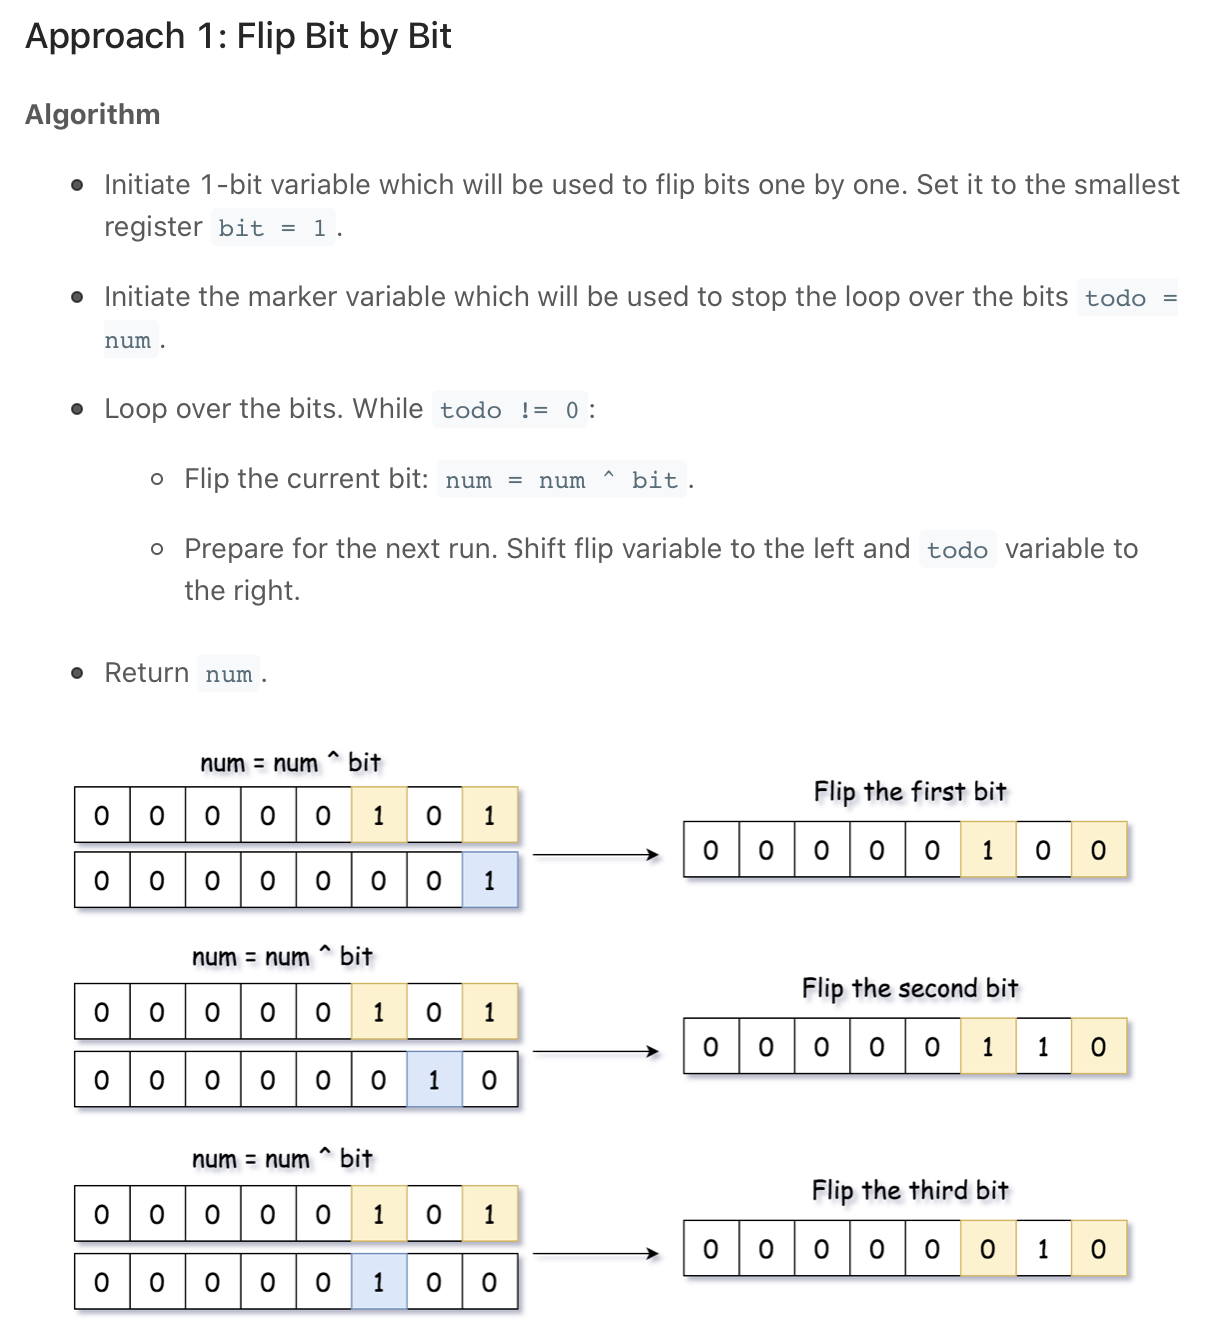 Approach 1: Flip Bit by Bit
Algorithm
Initiate 1-bit variable which will be used to flip bits one by one. Set it to the smallest
register bit = 1.
Initiate the marker variable which will be used to stop the loop over the bits todo =
num.
Loop over the bits. While todo != 0:
Flip the current bit: num = num ^ bit.
Prepare for the next run. Shift flip variable to the left and todo variable to
the right.
Return num.
num = num ^ bit
0 0 0 0 0 1 0 1
0 0 0 0 0 0 0 1
Flip the first bit
0 0 0 0 0 1 0 0
num = num ^ bit
0 0 0 0 0 1 0 1
0 0 0 0 0 0 1 0
Flip the second bit
0 0 0 0 0 1 1 0
num = num ^ bit
0 0 0 0 0 1 0 1
0 0 0 0 0 1 0 0
Flip the third bit
0 0 0 0 0 0 1 0